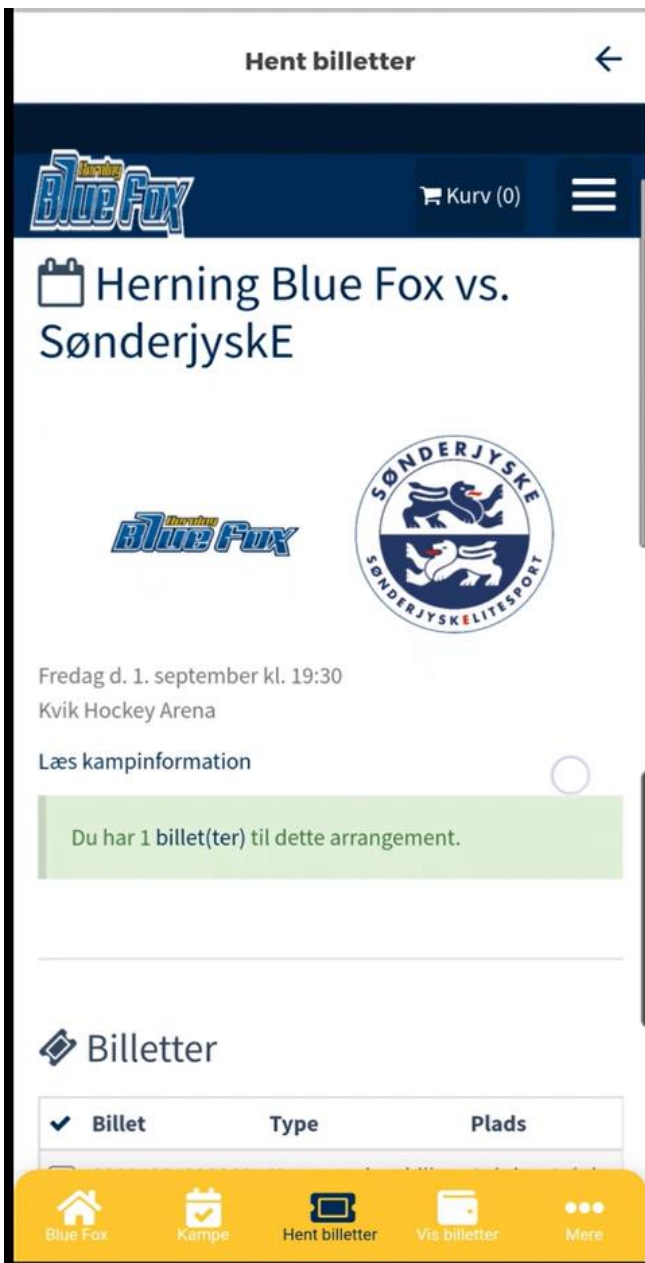 Hent billetter
Herning
Blue Fox
Kurv (0)
Herning Blue Fox vs.
SønderjyskE
Herning
Blue Fox
SØNDERJYSKE
SØNDERJYSKELITESPORT
Fredag d. 1. september kl. 19:30
Kvik Hockey Arena
Læs kampinformation
Du har 1 billet(ter) til dette arrangement.
Billetter
Billet Type Plads
Blue Fox Kampe Hent billetter Vis billetter Mere